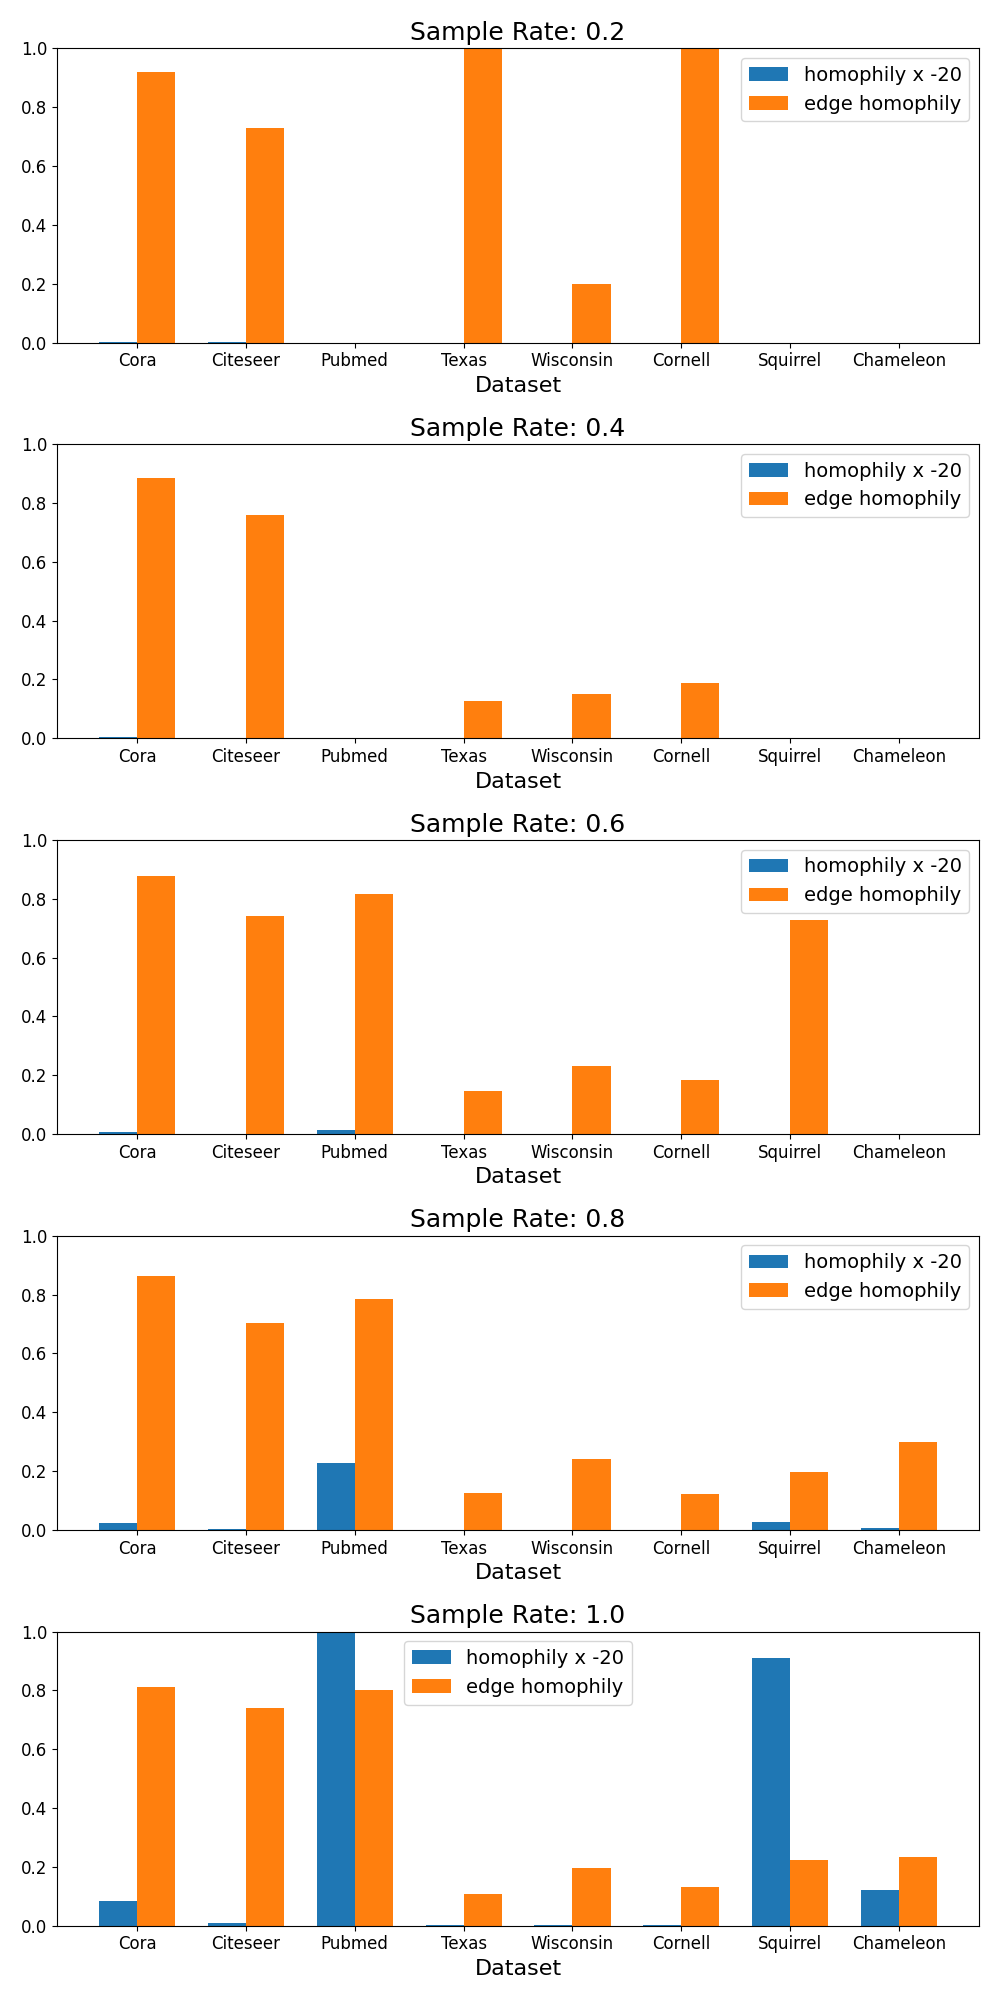 Sample Rate: 0.2
1.0
0.8
0.6
0.4
0.2
0.0
homophily x -20
edge homophily
Cora Citeseer Pubmed Texas Wisconsin Cornell Squirrel Chameleon
Dataset
Sample Rate: 0.4
1.0
0.8
0.6
0.4
0.2
0.0
homophily x -20
edge homophily
Cora Citeseer Pubmed Texas Wisconsin Cornell Squirrel Chameleon
Dataset
Sample Rate: 0.6
1.0
0.8
0.6
0.4
0.2
0.0
homophily x -20
edge homophily
Cora Citeseer Pubmed Texas Wisconsin Cornell Squirrel Chameleon
Dataset
Sample Rate: 0.8
1.0
0.8
0.6
0.4
0.2
0.0
homophily x -20
edge homophily
Cora Citeseer Pubmed Texas Wisconsin Cornell Squirrel Chameleon
Dataset
Sample Rate: 1.0
1.0
0.8
0.6
0.4
0.2
0.0
homophily x -20
edge homophily
Cora Citeseer Pubmed Texas Wisconsin Cornell Squirrel Chameleon
Dataset